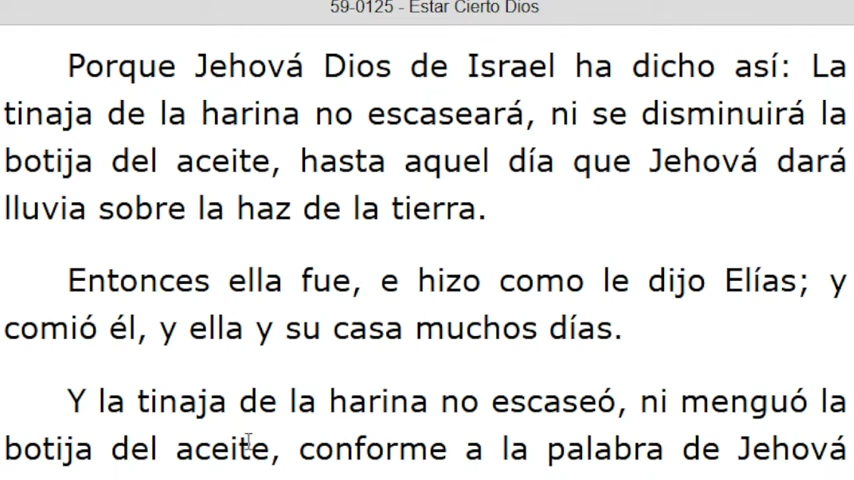 59-0125 - Estar Cierto Dios
Porque Jehová Dios de Israel ha dicho así: La
tinaja de la harina no escaseará, ni se disminuirá la
botija del aceite, hasta aquel día que Jehová dará
lluvia sobre la haz de la tierra.
Entonces ella fue, e hizo como le dijo Elías; y
comió él, y ella y su casa muchos días.
Y la tinaja de la harina no escaseó, ni menguó la
botija del aceite, conforme a la palabra de Jehová